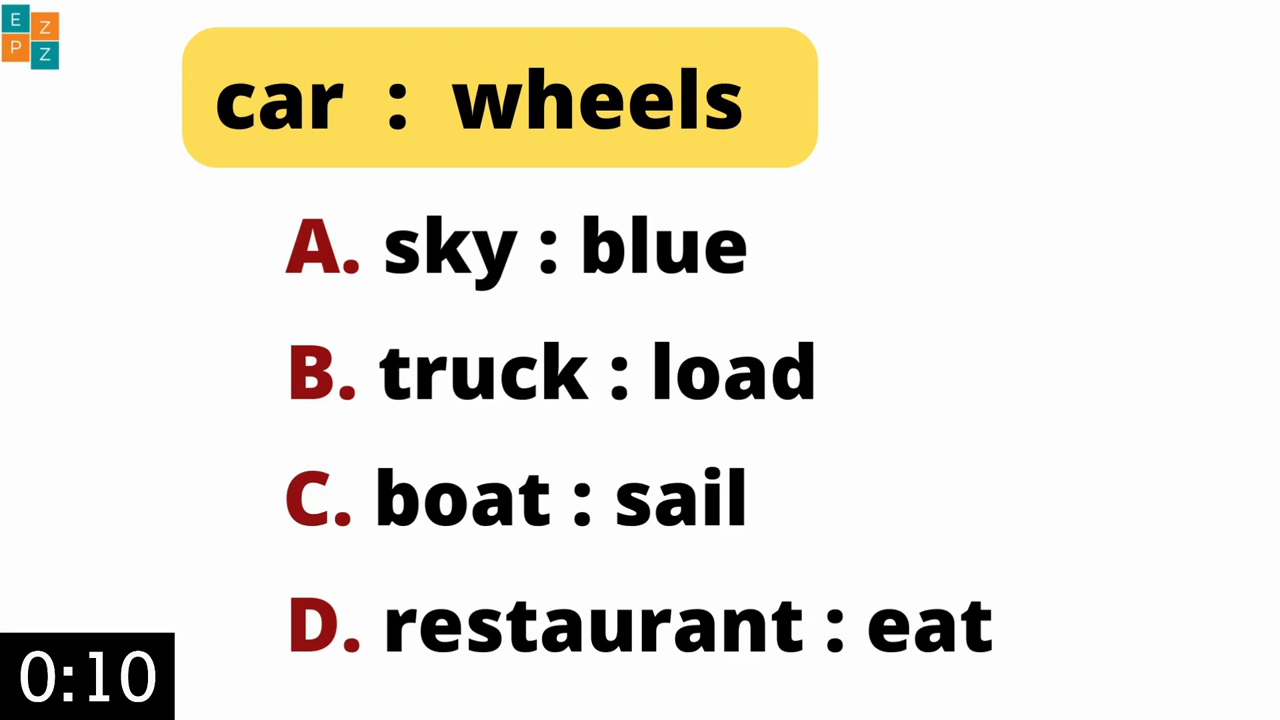 E Z
P Z
car : wheels
A. sky : blue
B. truck : load
C. boat : sail
D. restaurant : eat
0:10